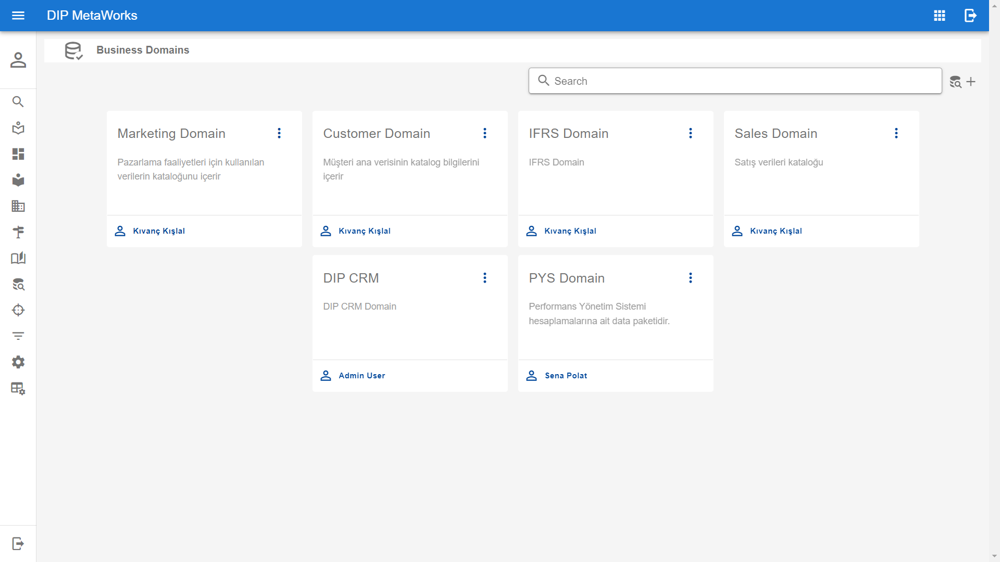 DIP MetaWorks
Business Domains
Search
Marketing Domain
Pazarlama faaliyetleri için kullanılan
verilerin kataloğunu içerir
Kıvanç Kışlal
Customer Domain
Müşteri ana verisinin katalog bilgilerini
içerir
Kıvanç Kışlal
IFRS Domain
IFRS Domain
Kıvanç Kışlal
Sales Domain
Satış verileri kataloğu
Kıvanç Kışlal
DIP CRM
DIP CRM Domain
Admin User
PYS Domain
Performans Yönetim Sistemi
hesaplamalarına ait data paketidir.
Sena Polat